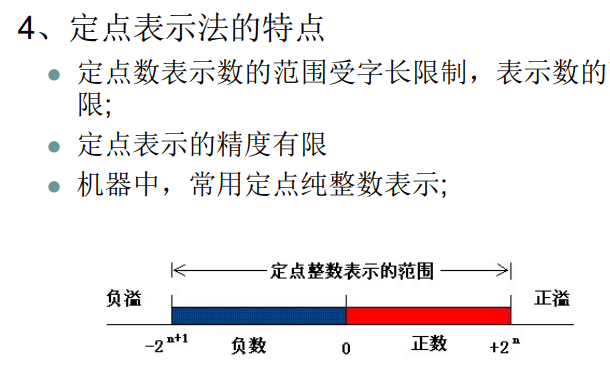 4、定点表示法的特点
定点数表示数的范围受字长限制，表示数的
限;
定点表示的精度有限
机器中，常用定点纯整数表示;
定点整数表示的范围
负溢 正溢
-2ⁿ⁺¹ 负数 0 正数 +2ⁿ